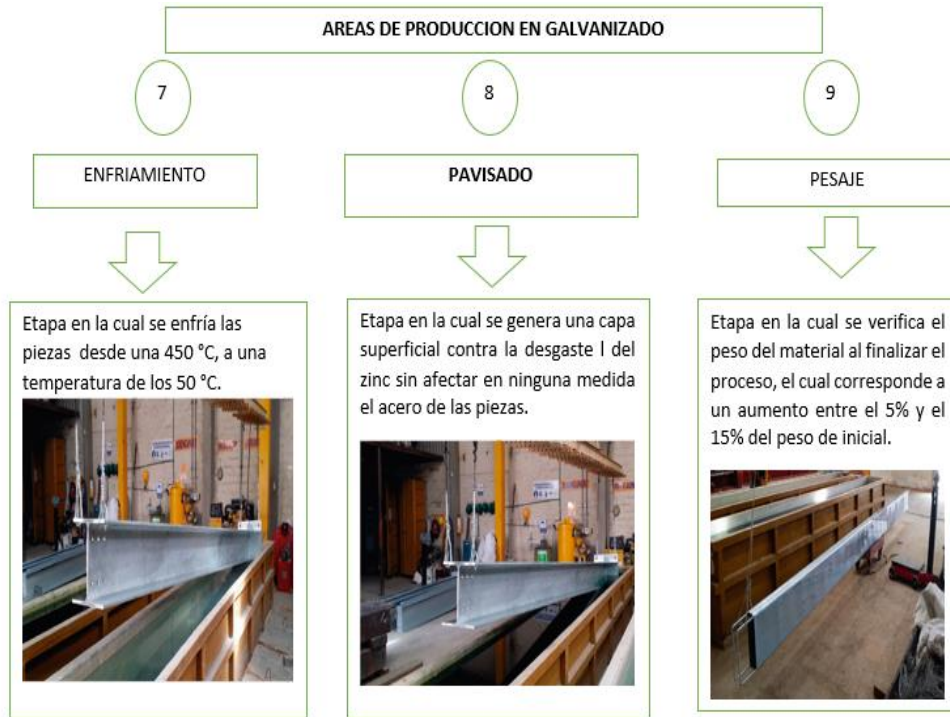 AREAS DE PRODUCCION EN GALVANIZADO
7
8
9
ENFRIAMIENTO
PAVISADO
PESAJE
Etapa en la cual se enfría las
piezas desde una 450 °C, a una
temperatura de los 50 °C.
Etapa en la cual se genera una capa
superficial contra la desgaste l del
zinc sin afectar en ninguna medida
el acero de las piezas.
Etapa en la cual se verifica el
peso del material al finalizar el
proceso, el cual corresponde a
un aumento entre el 5% y el
15% del peso de inicial.